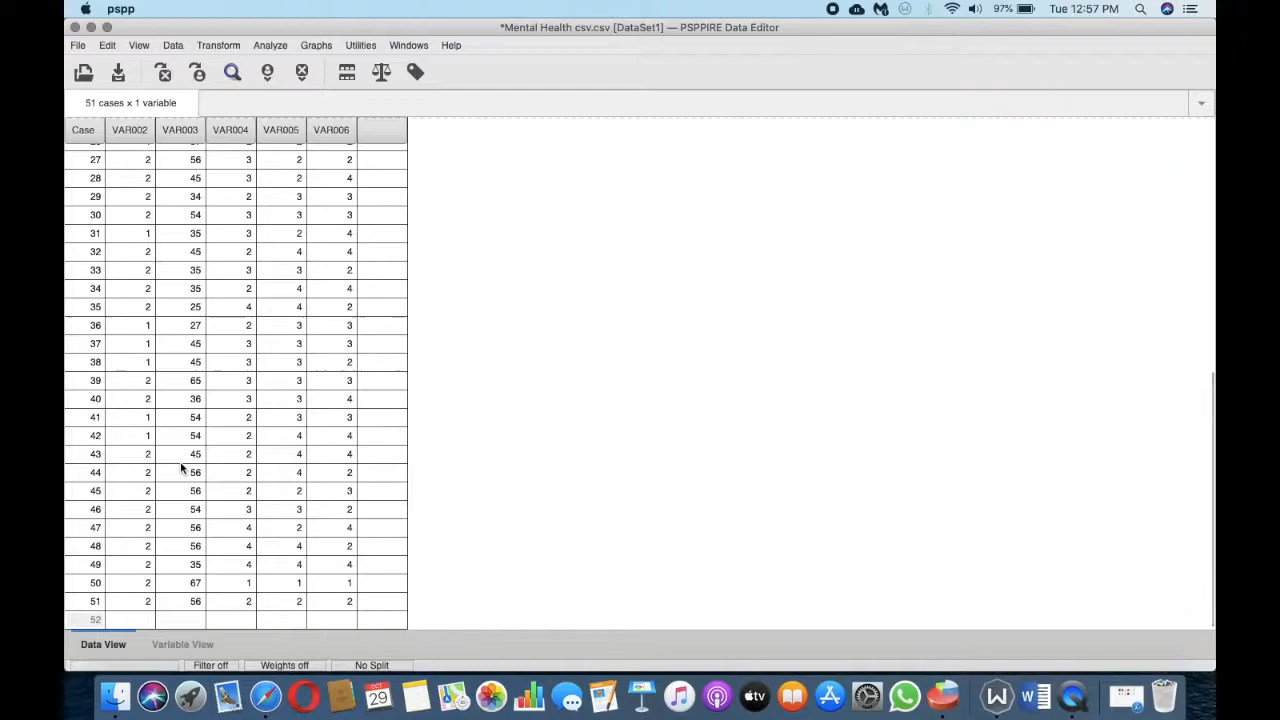 pspp 97% Tue 12:57 PM
*Mental Health csv.csv [DataSet1] — PSPPIRE Data Editor
File Edit View Data Transform Analyze Graphs Utilities Windows Help
51 cases x 1 variable
Case VAR002 VAR003 VAR004 VAR005 VAR006
27 2 56 3 2 2
28 2 45 3 2 4
29 2 34 2 3 3
30 2 54 3 3 3
31 1 35 3 2 4
32 2 45 2 4 4
33 2 35 3 3 2
34 2 35 2 4 4
35 2 25 4 4 2
36 1 27 2 3 3
37 1 45 3 3 3
38 1 45 3 3 2
39 2 65 3 3 3
40 2 36 3 3 4
41 1 54 2 3 3
42 1 54 2 4 4
43 2 45 2 4 4
44 2 56 2 4 2
45 2 56 2 2 3
46 2 54 3 3 2
47 2 56 4 2 4
48 2 56 4 4 2
49 2 35 4 4 4
50 2 67 1 1 1
51 2 56 2 2 2
52
Data View Variable View
Filter off Weights off No Split
OCT
29
tv
W